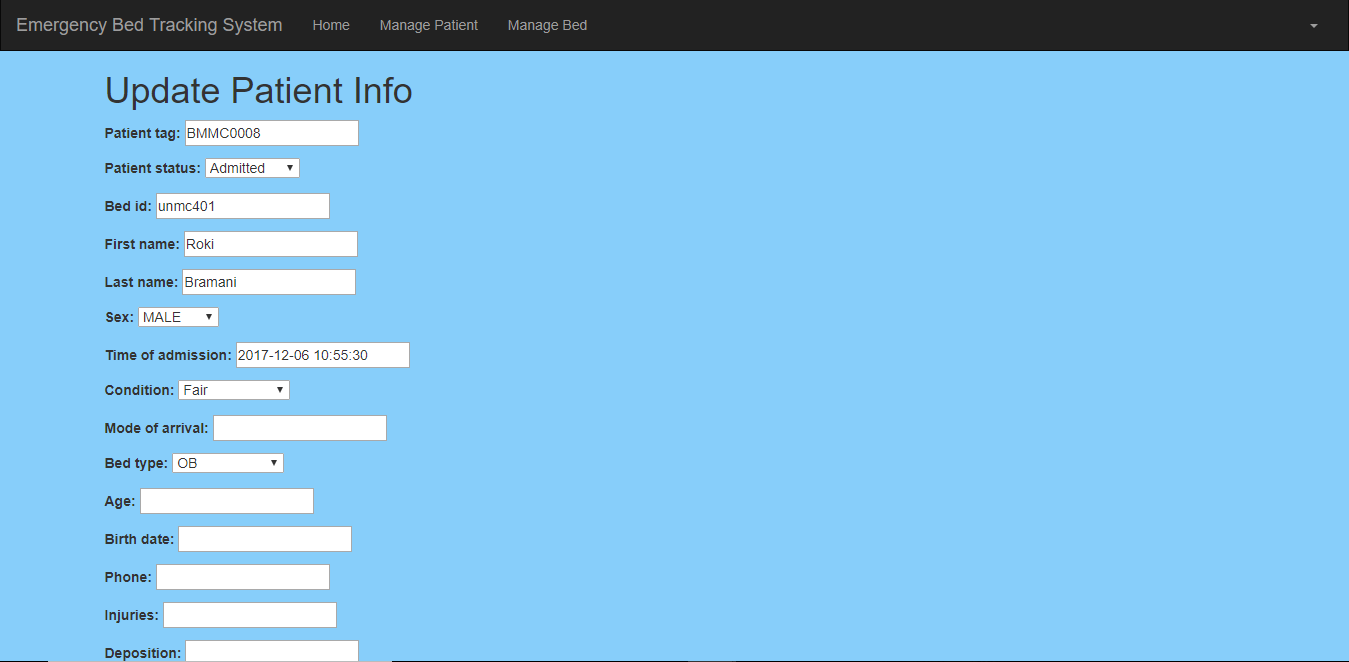 Emergency Bed Tracking System Home Manage Patient Manage Bed
Update Patient Info
Patient tag: BMMC0008
Patient status: Admitted
Bed id: unmc401
First name: Roki
Last name: Bramani
Sex: MALE
Time of admission: 2017-12-06 10:55:30
Condition: Fair
Mode of arrival:
Bed type: OB
Age:
Birth date:
Phone:
Injuries:
Deposition: